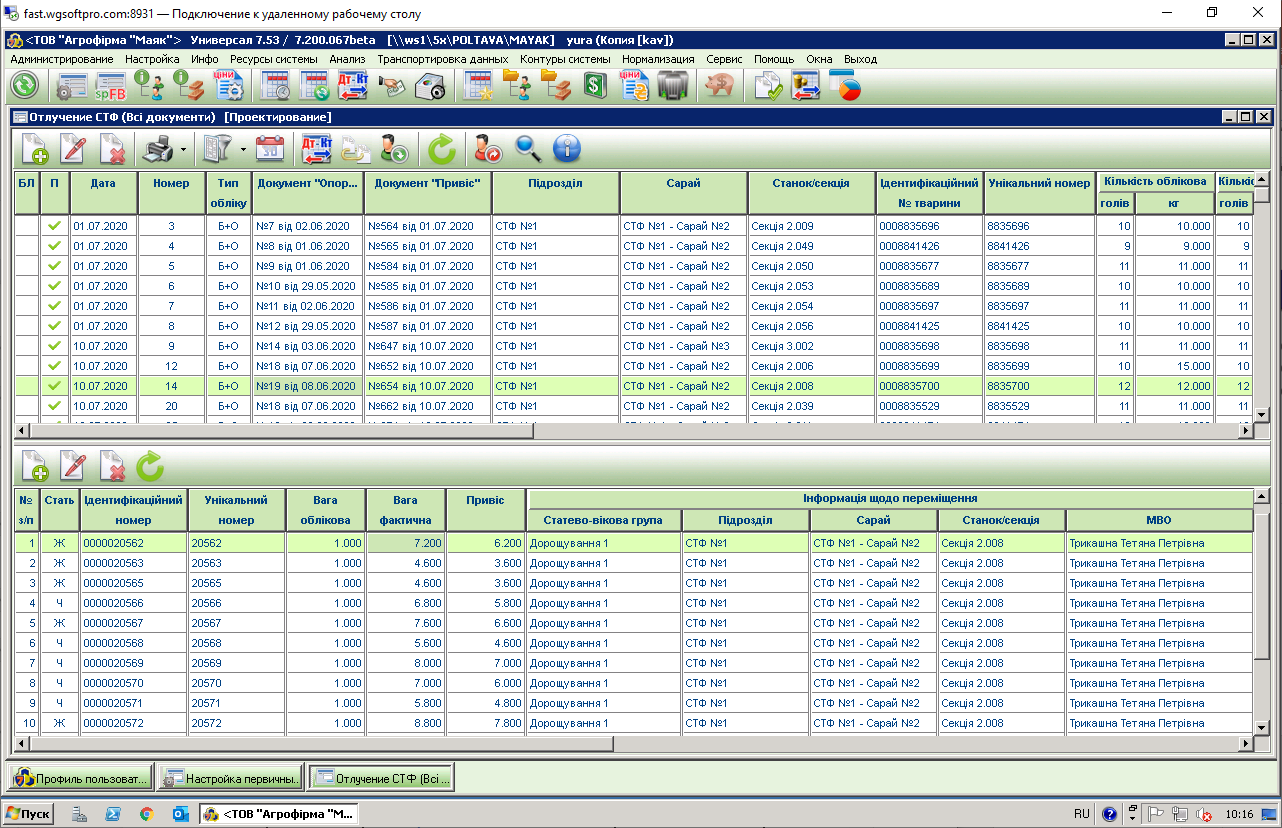 fast.wgsoftpro.com:8931 — Подключение к удаленному рабочему столу
<ТОВ "Агрофірма "Маяк"> Универсал 7.53 / 7.200.067beta [\\ws1\5x\POLTAVA\MAYAK] yura (Копия [kav])
Администрирование Настройка Инфо Ресурсы системы Анализ Транспортировка данных Контуры системы Нормализация Сервис Помощь Окна Выход
spFB ЦІНИ Дт-Кт ЦІНИ
Отлучение СТФ (Всі документи) [Проектирование]
30 Дт-Кт
БЛ П Дата Номер Тип обліку Документ "Опор... Документ "Привіс" Підрозділ Сарай Станок/секція Ідентифікаційний № тварини Унікальний номер Кількість облікова Кількіс
голів кг голів
01.07.2020 3 Б+О №7 від 02.06.2020 №564 від 01.07.2020 СТФ №1 СТФ №1 - Сарай №2 Секція 2.009 0008835696 8835696 10 10.000 10
01.07.2020 4 Б+О №8 від 01.06.2020 №565 від 01.07.2020 СТФ №1 СТФ №1 - Сарай №2 Секція 2.049 0008841426 8841426 9 9.000 9
01.07.2020 5 Б+О №9 від 01.06.2020 №584 від 01.07.2020 СТФ №1 СТФ №1 - Сарай №2 Секція 2.050 0008835677 8835677 11 11.000 11
01.07.2020 6 Б+О №10 від 29.05.2020 №585 від 01.07.2020 СТФ №1 СТФ №1 - Сарай №2 Секція 2.053 0008835689 8835689 10 10.000 10
01.07.2020 7 Б+О №11 від 02.06.2020 №586 від 01.07.2020 СТФ №1 СТФ №1 - Сарай №2 Секція 2.054 0008835697 8835697 11 11.000 11
01.07.2020 8 Б+О №12 від 29.05.2020 №587 від 01.07.2020 СТФ №1 СТФ №1 - Сарай №2 Секція 2.056 0008841425 8841425 10 10.000 10
10.07.2020 9 Б+О №14 від 03.06.2020 №647 від 10.07.2020 СТФ №1 СТФ №1 - Сарай №3 Секція 3.002 0008835698 8835698 11 11.000 11
10.07.2020 12 Б+О №18 від 07.06.2020 №652 від 10.07.2020 СТФ №1 СТФ №1 - Сарай №2 Секція 2.006 0008835699 8835699 10 15.000 10
10.07.2020 14 Б+О №19 від 08.06.2020 №654 від 10.07.2020 СТФ №1 СТФ №1 - Сарай №2 Секція 2.008 0008835700 8835700 12 12.000 12
10.07.2020 20 Б+О №18 від 07.06.2020 №662 від 10.07.2020 СТФ №1 СТФ №1 - Сарай №2 Секція 2.039 0008835529 8835529 11 11.000 11
№ з/п Стать Ідентифікаційний номер Унікальний номер Вага облікова Вага фактична Привіс Інформація щодо переміщення
Статево-вікова група Підрозділ Сарай Станок/секція МВО
1 Ж 0000020562 20562 1.000 7.200 6.200 Дорощування 1 СТФ №1 СТФ №1 - Сарай №2 Секція 2.008 Трикашна Тетяна Петрівна
2 Ж 0000020563 20563 1.000 4.600 3.600 Дорощування 1 СТФ №1 СТФ №1 - Сарай №2 Секція 2.008 Трикашна Тетяна Петрівна
3 Ж 0000020565 20565 1.000 4.600 3.600 Дорощування 1 СТФ №1 СТФ №1 - Сарай №2 Секція 2.008 Трикашна Тетяна Петрівна
4 Ч 0000020566 20566 1.000 6.800 5.800 Дорощування 1 СТФ №1 СТФ №1 - Сарай №2 Секція 2.008 Трикашна Тетяна Петрівна
5 Ж 0000020567 20567 1.000 7.600 6.600 Дорощування 1 СТФ №1 СТФ №1 - Сарай №2 Секція 2.008 Трикашна Тетяна Петрівна
6 Ч 0000020568 20568 1.000 5.600 4.600 Дорощування 1 СТФ №1 СТФ №1 - Сарай №2 Секція 2.008 Трикашна Тетяна Петрівна
7 Ч 0000020569 20569 1.000 8.000 7.000 Дорощування 1 СТФ №1 СТФ №1 - Сарай №2 Секція 2.008 Трикашна Тетяна Петрівна
8 Ч 0000020570 20570 1.000 7.000 6.000 Дорощування 1 СТФ №1 СТФ №1 - Сарай №2 Секція 2.008 Трикашна Тетяна Петрівна
9 Ч 0000020571 20571 1.000 5.800 4.800 Дорощування 1 СТФ №1 СТФ №1 - Сарай №2 Секція 2.008 Трикашна Тетяна Петрівна
10 Ж 0000020572 20572 1.000 8.800 7.800 Дорощування 1 СТФ №1 СТФ №1 - Сарай №2 Секція 2.008 Трикашна Тетяна Петрівна
Профиль пользоват... Настройка первичны... Отлучение СТФ (Всі ...
Пуск <ТОВ "Агрофірма "М... RU 10:16